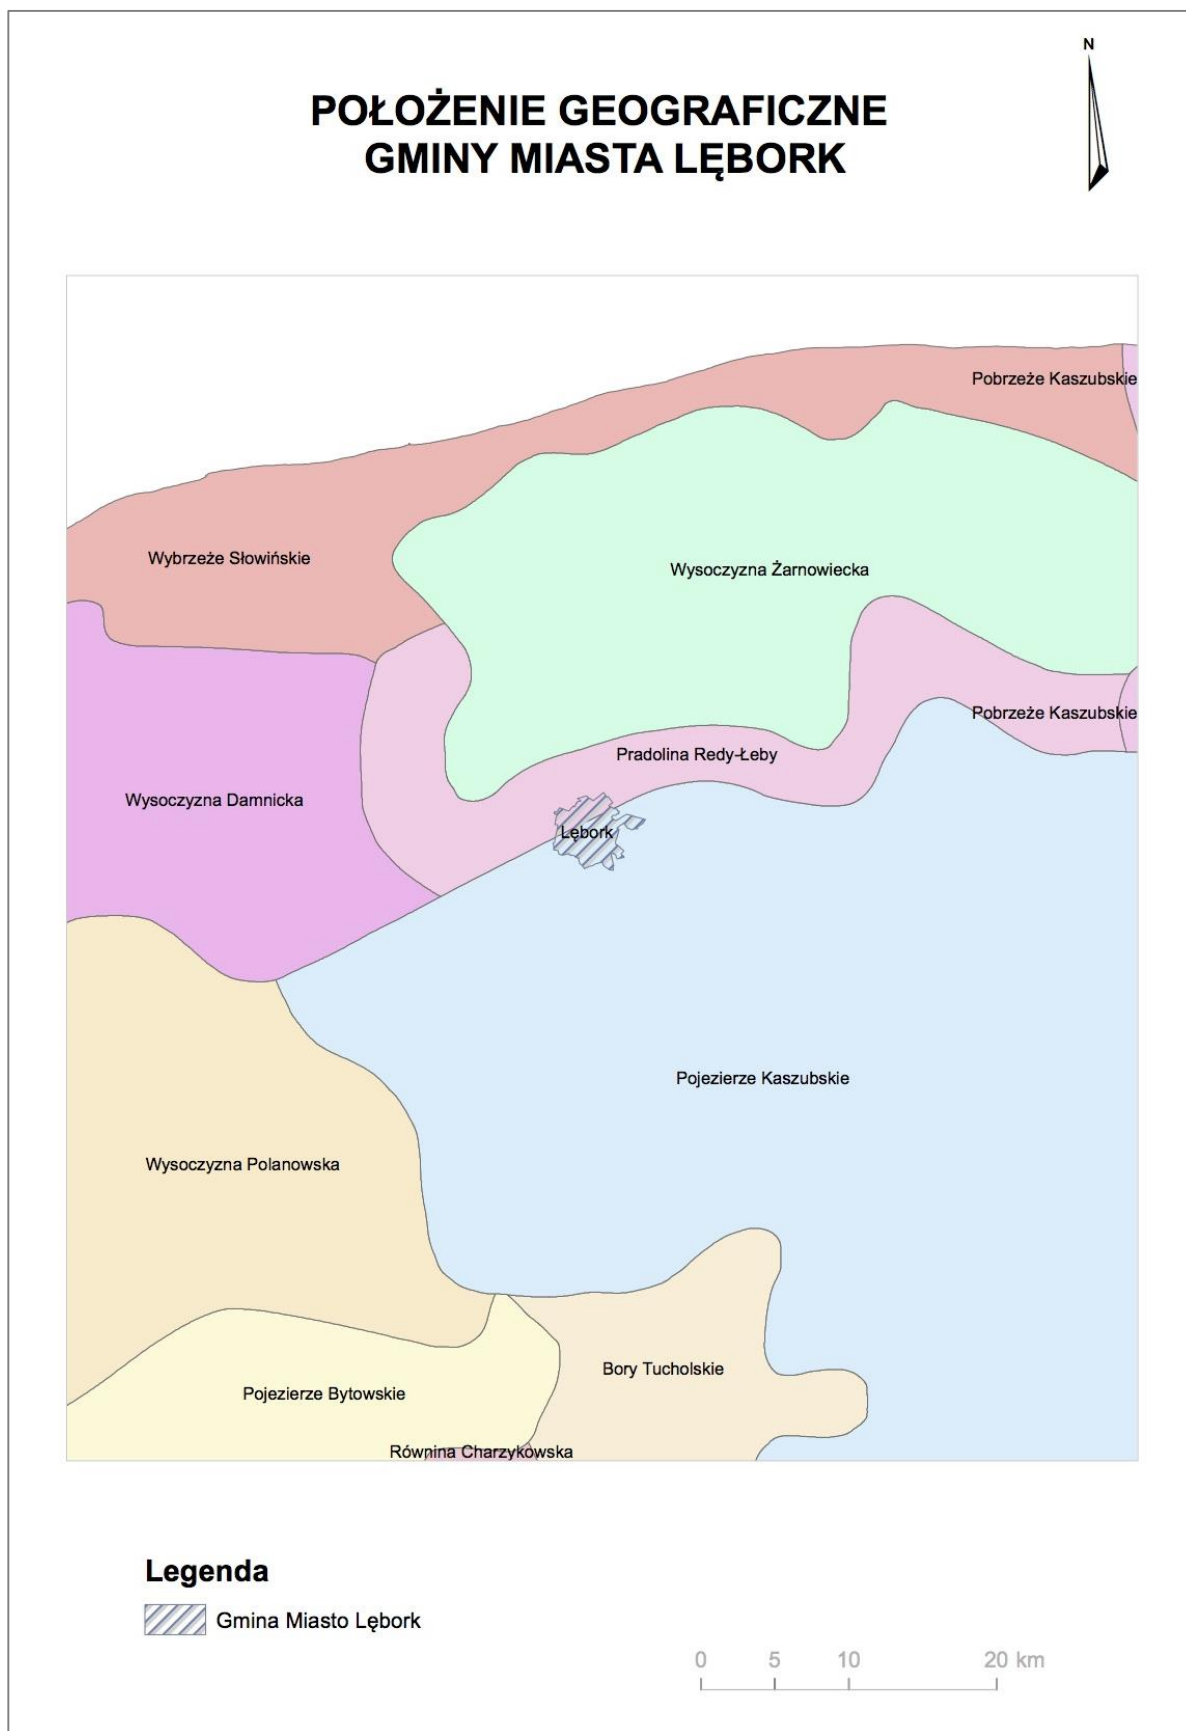 N
POŁOŻENIE GEOGRAFICZNE
GMINY MIASTA LĘBORK
Pobrzeże Kaszubskie
Wybrzeże Słowińskie
Wysoczyzna Żarnowiecka
Pobrzeże Kaszubskie
Pradolina Redy-Łeby
Wysoczyzna Damnicka
Lębork
Pojezierze Kaszubskie
Wysoczyzna Polanowska
Bory Tucholskie
Pojezierze Bytowskie
Równina Charzykowska
Legenda
Gmina Miasto Lębork
0 5 10 20 km